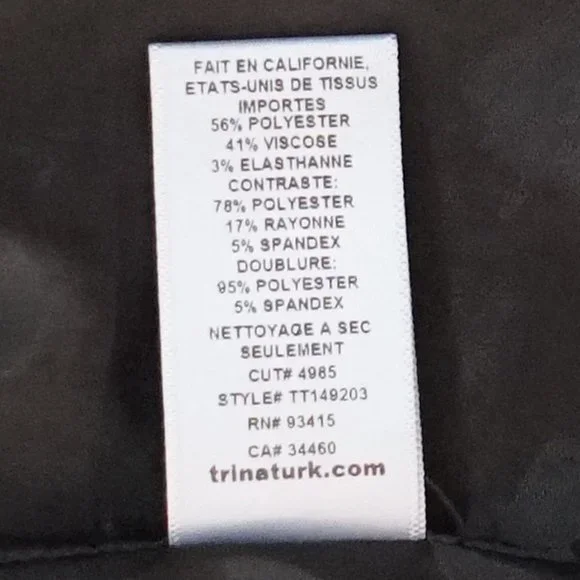 FAIT EN CALIFORNIE,
ETATS-UNIS DE TISSUS
IMPORTES
56% POLYESTER
41% VISCOSE
3% ELASTHANNE
CONTRASTE:
78% POLYESTER
17% RAYONNE
5% SPANDEX
DOUBLURE:
95% POLYESTER
5% SPANDEX
NETTOYAGE A SEC
SEULEMENT
CUT# 4985
STYLE# TT149203
RN# 93415
CA# 34460
trinaturk.com